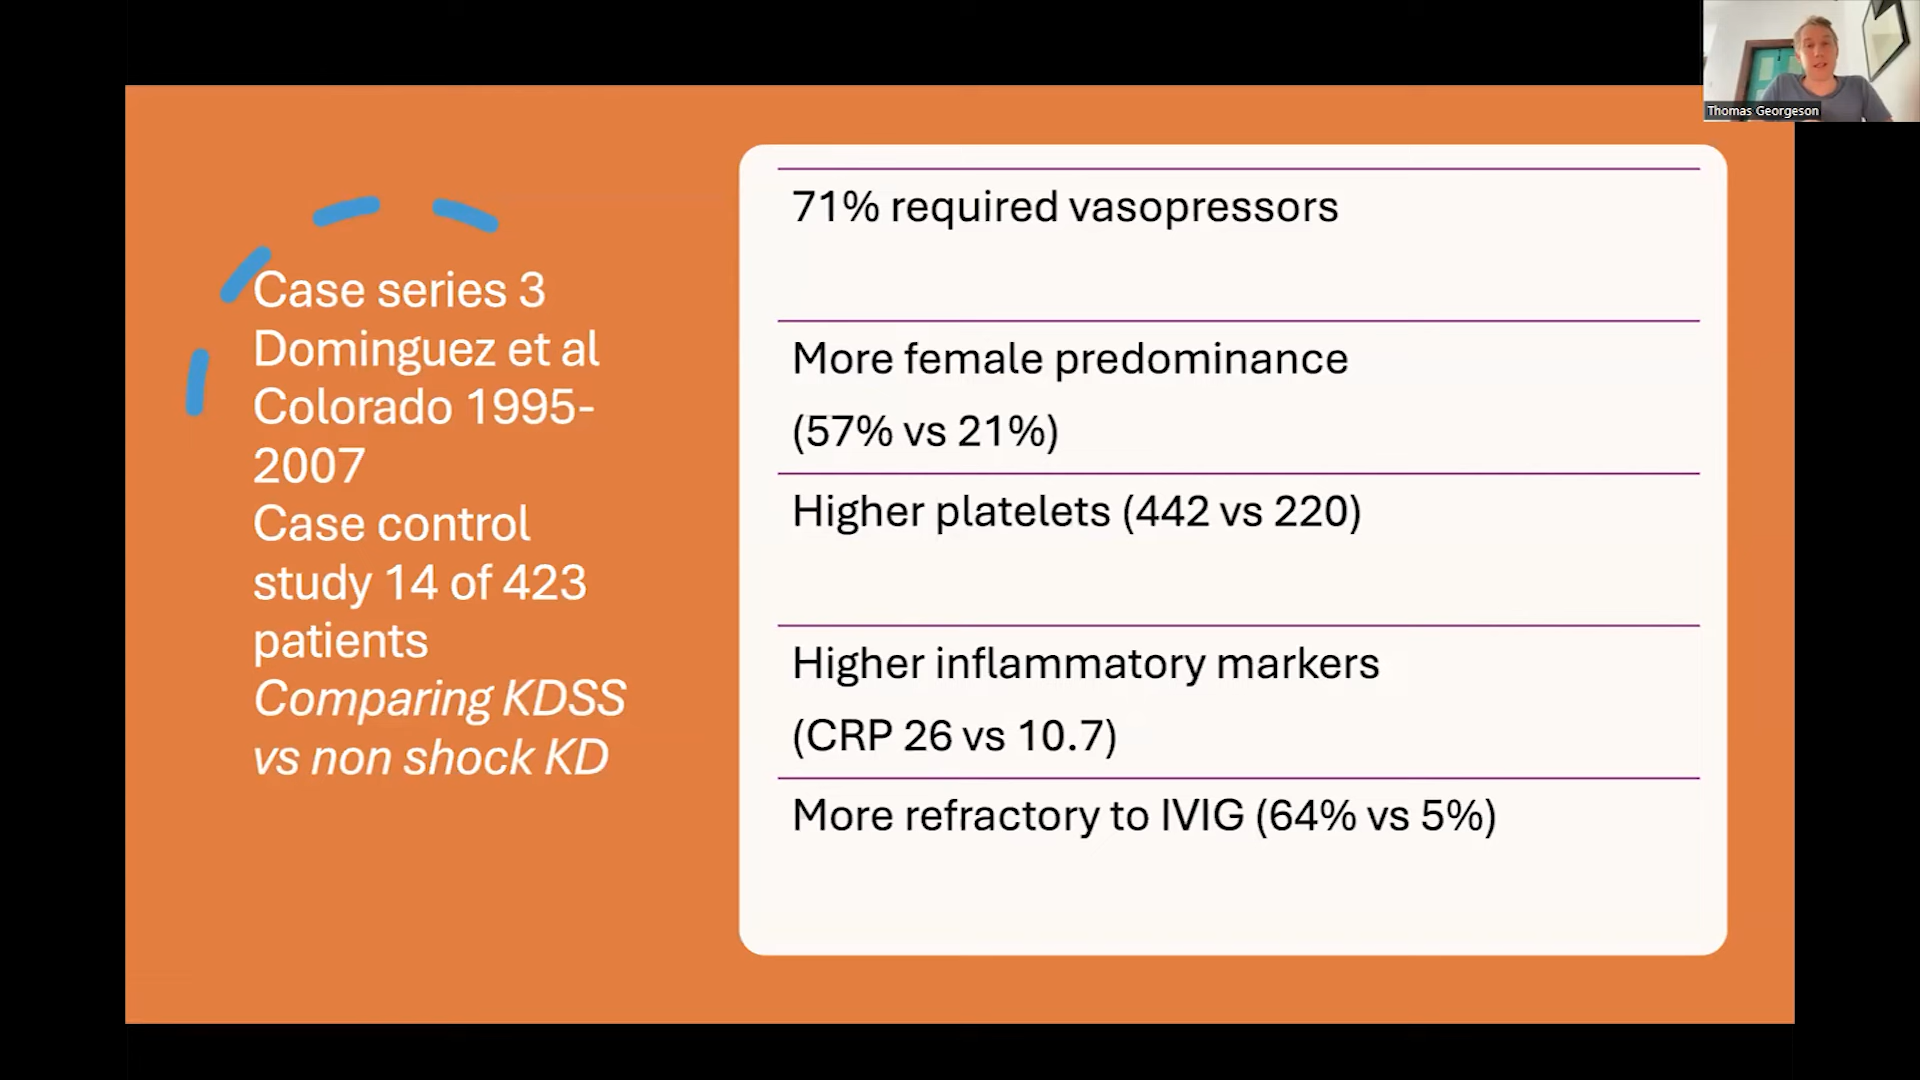 Thomas Georgeson
Case series 3
Dominguez et al
Colorado 1995-
2007
Case control
study 14 of 423
patients
Comparing KDSS
vs non shock KD
71% required vasopressors
More female predominance
(57% vs 21%)
Higher platelets (442 vs 220)
Higher inflammatory markers
(CRP 26 vs 10.7)
More refractory to IVIG (64% vs 5%)